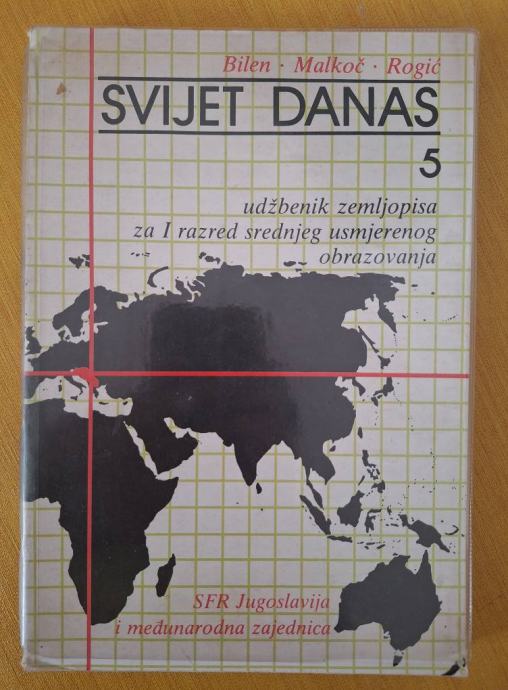 Bilen · Malkoč · Rogić
SVIJET DANAS
5
udžbenik zemljopisa
za I razred srednjeg usmjerenog
obrazovanja
SFR Jugoslavija
i međunarodna zajednica